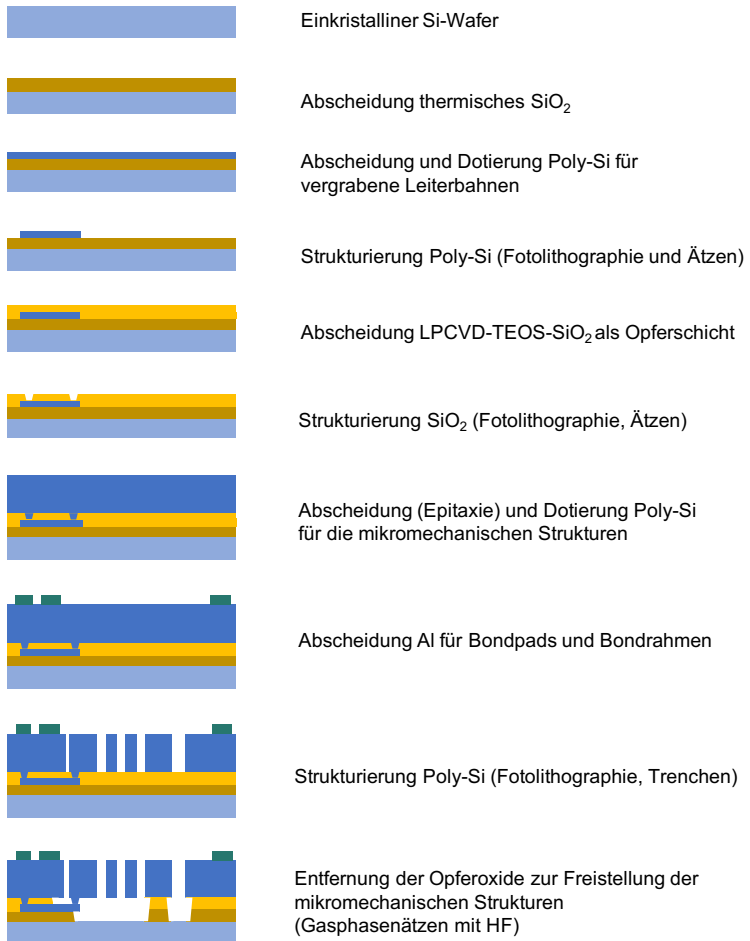 Einkristalliner Si-Wafer
Abscheidung thermisches SiO₂
Abscheidung und Dotierung Poly-Si für
vergrabene Leiterbahnen
Strukturierung Poly-Si (Fotolithographie und Ätzen)
Abscheidung LPCVD-TEOS-SiO₂ als Opferschicht
Strukturierung SiO₂ (Fotolithographie, Ätzen)
Abscheidung (Epitaxie) und Dotierung Poly-Si
für die mikromechanischen Strukturen
Abscheidung Al für Bondpads und Bondrahmen
Strukturierung Poly-Si (Fotolithographie, Trenchen)
Entfernung der Opferoxide zur Freistellung der
mikromechanischen Strukturen
(Gasphasenätzen mit HF)